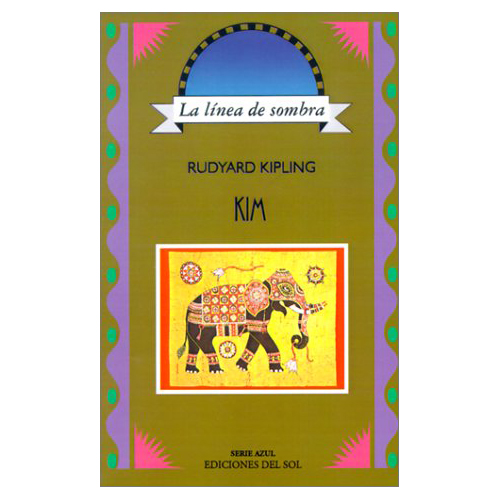 La línea de sombra
RUDYARD KIPLING
KIM
SERIE AZUL
EDICIONES DEL SOL